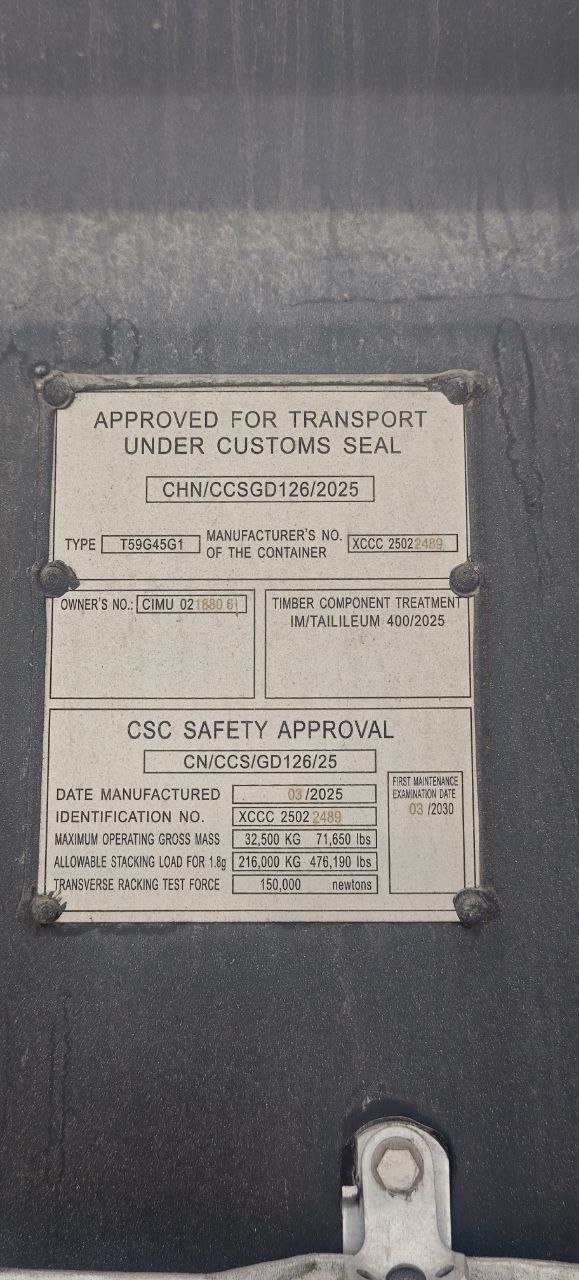 APPROVED FOR TRANSPORT
UNDER CUSTOMS SEAL
CHN/CCSGD126/2025
TYPE T59G45G1 MANUFACTURER'S NO. OF THE CONTAINER XCCC 25022489
OWNER'S NO.: CIMU 021880 6
TIMBER COMPONENT TREATMENT
IM/TAILILEUM 400/2025
CSC SAFETY APPROVAL
CN/CCS/GD126/25
DATE MANUFACTURED 03/2025
IDENTIFICATION NO. XCCC 25022489
MAXIMUM OPERATING GROSS MASS 32,500 KG 71,650 lbs
ALLOWABLE STACKING LOAD FOR 1.8g 216,000 KG 476,190 lbs
TRANSVERSE RACKING TEST FORCE 150,000 newtons
FIRST MAINTENANCE
EXAMINATION DATE
03 /2030